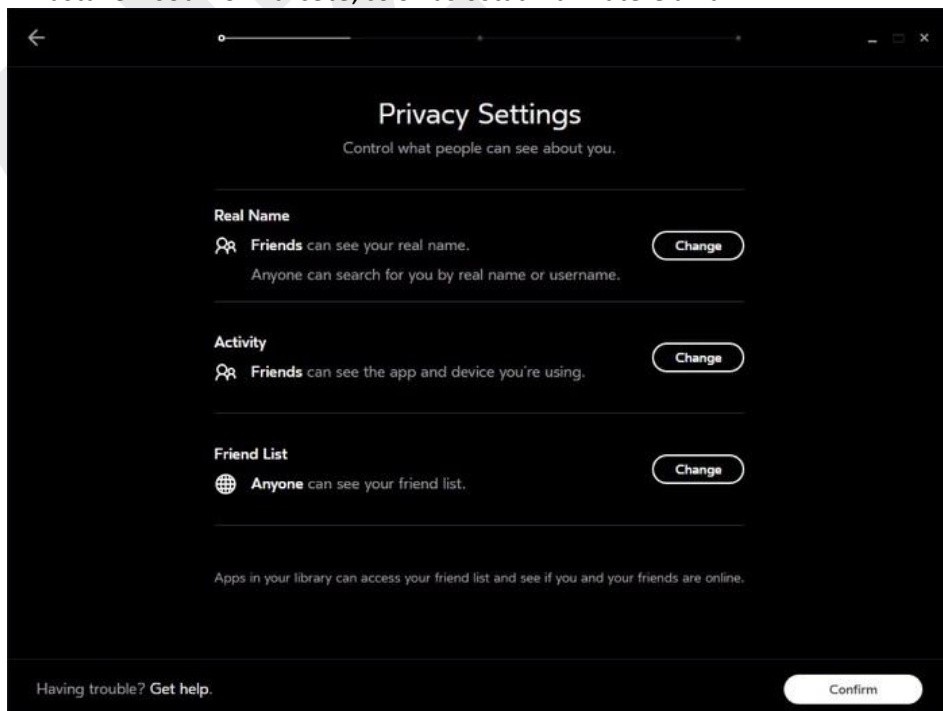 Privacy Settings
Control what people can see about you.
Real Name
Friends can see your real name.
Change
Anyone can search for you by real name or username.
Activity
Change
Friends can see the app and device you're using.
Friend List
Change
Anyone can see your friend list.
Apps in your library can access your friend list and see if you and your friends are online.
Having trouble? Get help.
Confirm